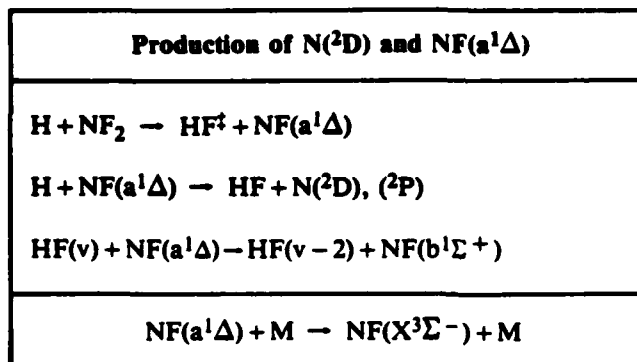 Production of N(²D) and NF(a¹Δ)
H + NF₂ → HF‡ + NF(a¹Δ)
H + NF(a¹Δ) → HF + N(²D), (²P)
HF(v) + NF(a¹Δ) → HF(v − 2) + NF(b¹Σ⁺)
NF(a¹Δ) + M → NF(X³Σ⁻) + M